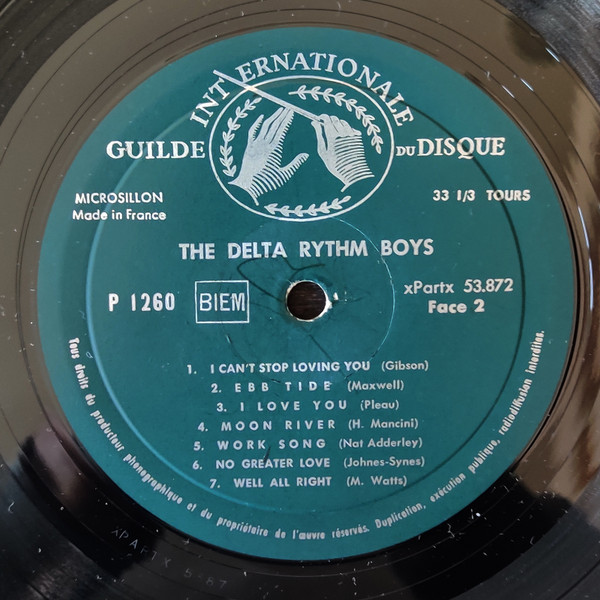 GUILDE INTERNATIONALE DU DISQUE
MICROSILLON
Made in France
33 1/3 TOURS
THE DELTA RYTHM BOYS
P 1260
BIEM
xPartx 53.872
Face 2
1. I CAN'T STOP LOVING YOU (Gibson)
2. EBB TIDE (Maxwell)
3. I LOVE YOU (Pleau)
4. MOON RIVER (H. Mancini)
5. WORK SONG (Nat Adderley)
6. NO GREATER LOVE (Johnes-Synes)
7. WELL ALL RIGHT (M. Watts)
Tous droits du producteur phonographique et du propriétaire de l'œuvre réservés. Duplication, exécution publique, radiodiffusion interdites.